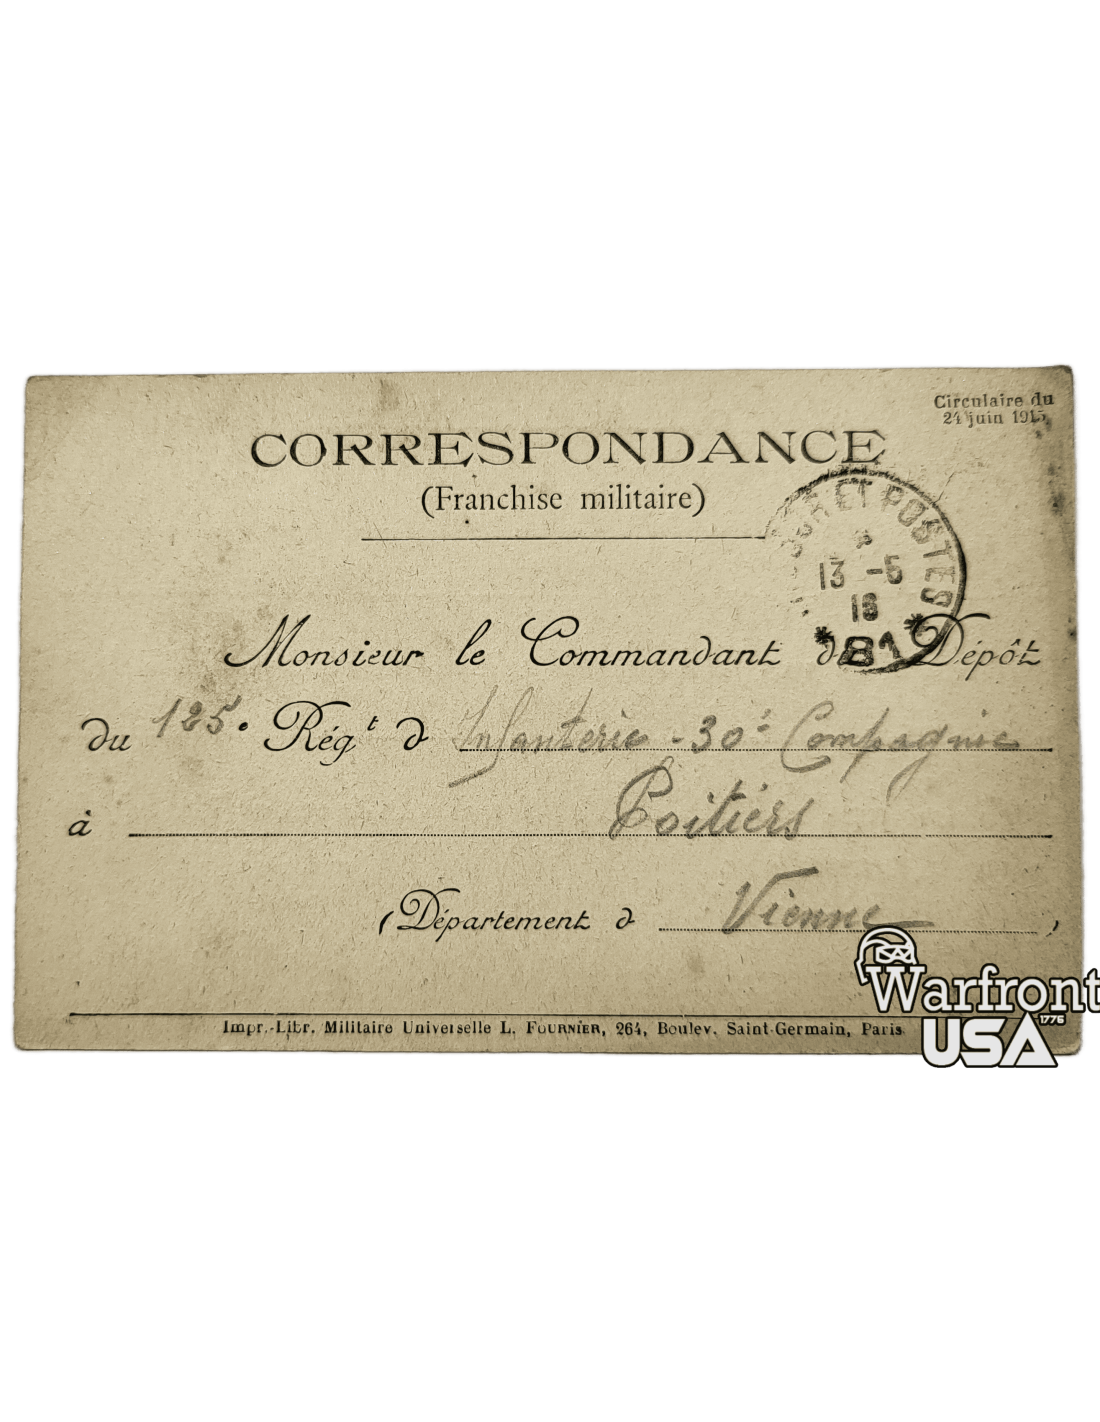 Circulaire du
24 juin 1915
CORRESPONDANCE
(Franchise militaire)
TRÉSOR ET POSTES
*
13 -5
16
* 81 *
Monsieur le Commandant du Dépôt
du 125e Régt d Infanterie - 30e Compagnie
à Poitiers
(Département d Vienne)
Impr.-Libr. Militaire Universelle L. FOURNIER, 264, Boulev. Saint-Germain, Paris
Warfront
USA 1776